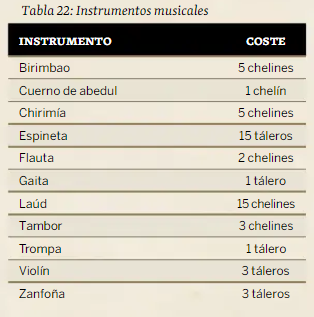 Tabla 22: Instrumentos musicales
INSTRUMENTO COSTE
Birimbao 5 chelines
Cuerno de abedul 1 chelín
Chirimía 5 chelines
Espineta 15 táleros
Flauta 2 chelines
Gaita 1 tálero
Laúd 15 chelines
Tambor 3 chelines
Trompa 1 tálero
Violín 3 táleros
Zanfoña 3 táleros